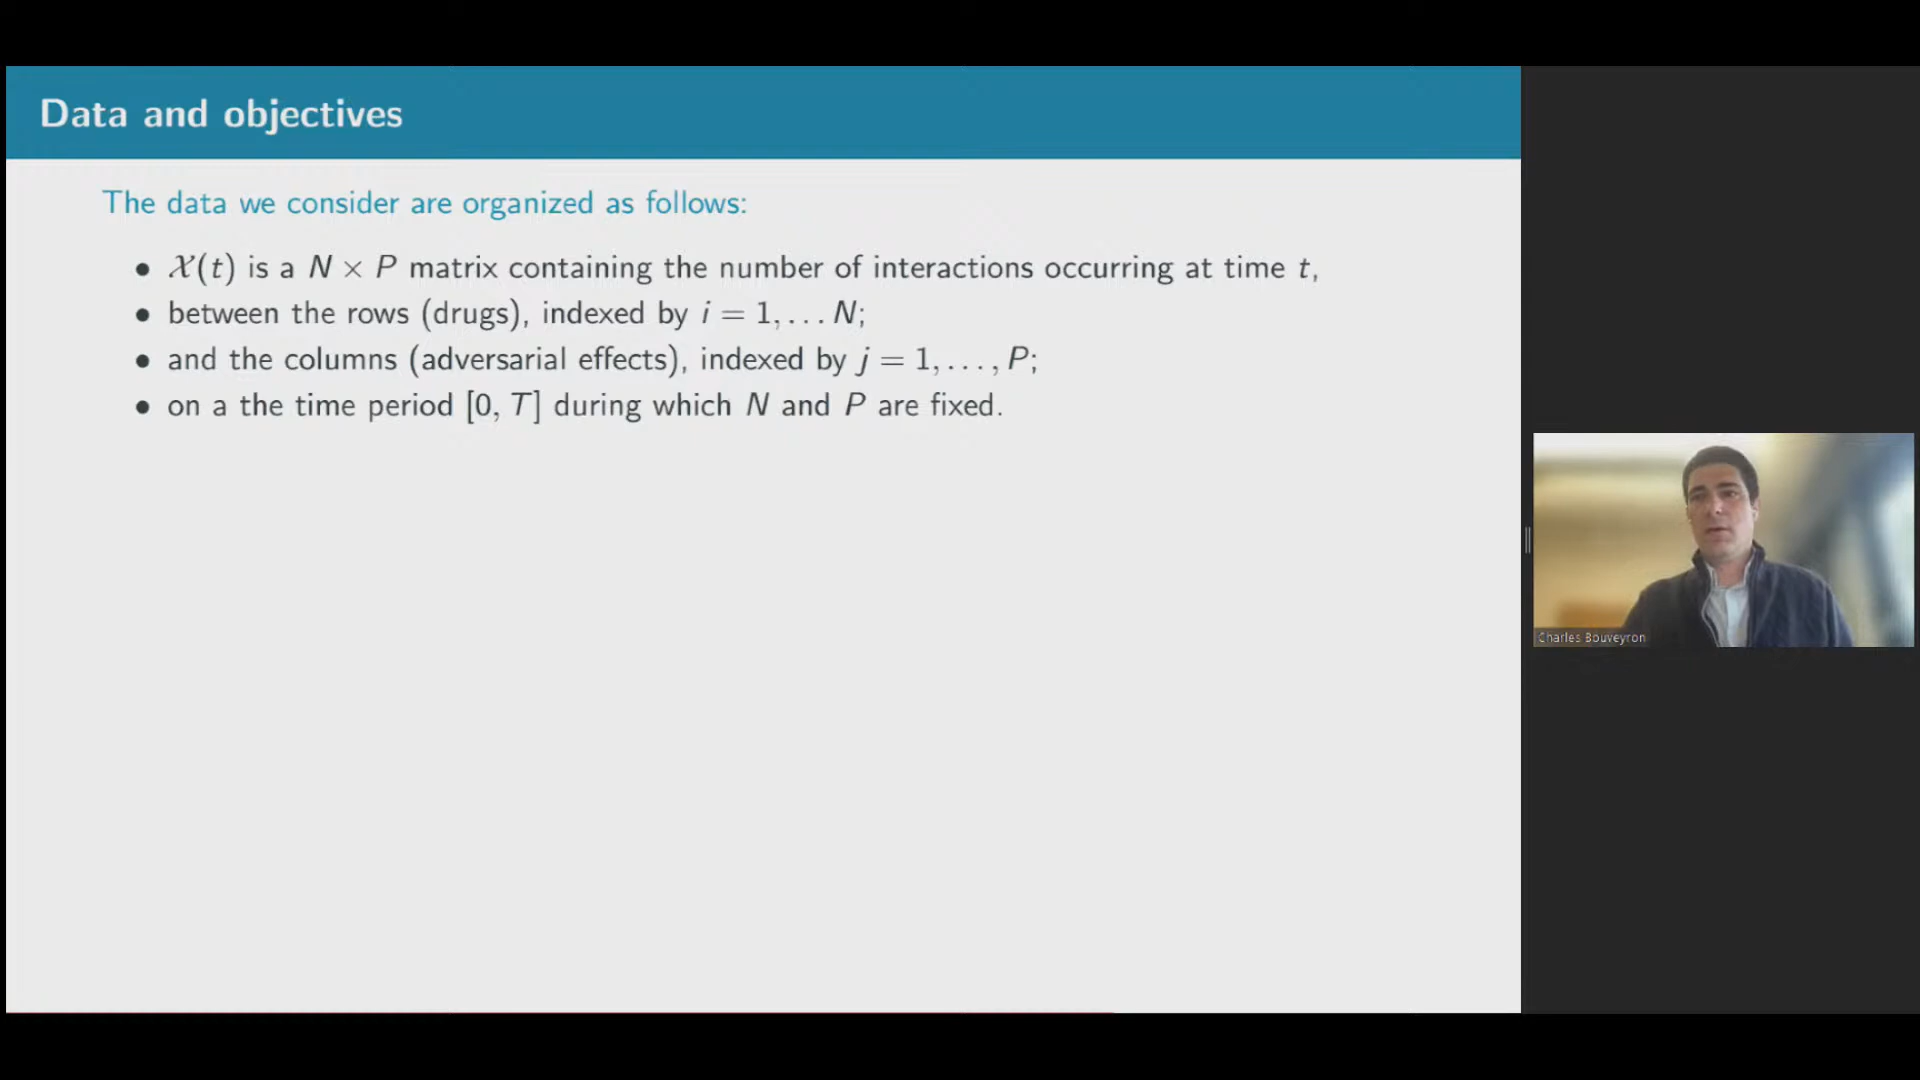 Data and objectives
The data we consider are organized as follows:
• 𝒳(t) is a N × P matrix containing the number of interactions occurring at time t,
• between the rows (drugs), indexed by i = 1, . . . N;
• and the columns (adversarial effects), indexed by j = 1, . . . , P;
• on a the time period [0, T] during which N and P are fixed.
Charles Bouveyron